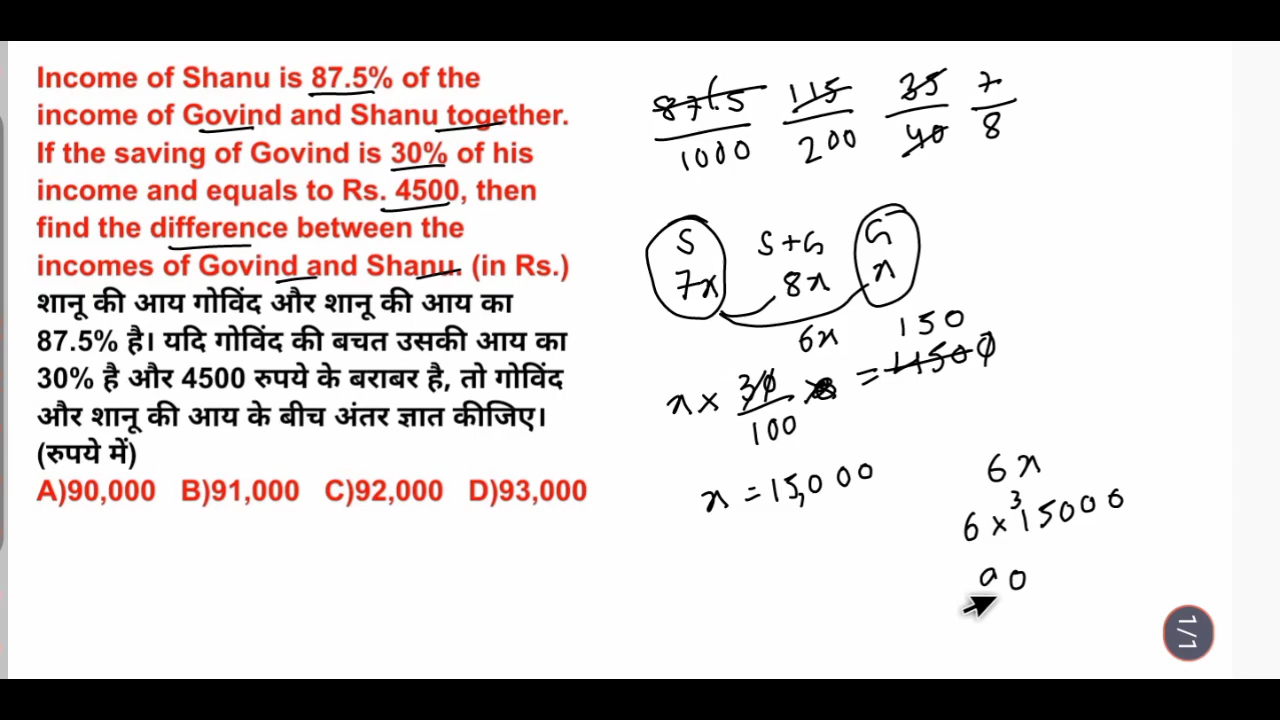 Income of Shanu is 87.5% of the
income of Govind and Shanu together.
If the saving of Govind is 30% of his
income and equals to Rs. 4500, then
find the difference between the
incomes of Govind and Shanu. (in Rs.)
शानू की आय गोविंद और शानू की आय का
87.5% है। यदि गोविंद की बचत उसकी आय का
30% है और 4500 रुपये के बराबर है, तो गोविंद
और शानू की आय के बीच अंतर ज्ञात कीजिए।
(रुपये में)
A)90,000 B)91,000 C)92,000 D)93,000
115 35 7
1000 200 40 8
S S+G G
7x 8x x
6x
150
x × 30 = 4500
100
x = 15,000
6x
3
6 × 15000
90
1/1